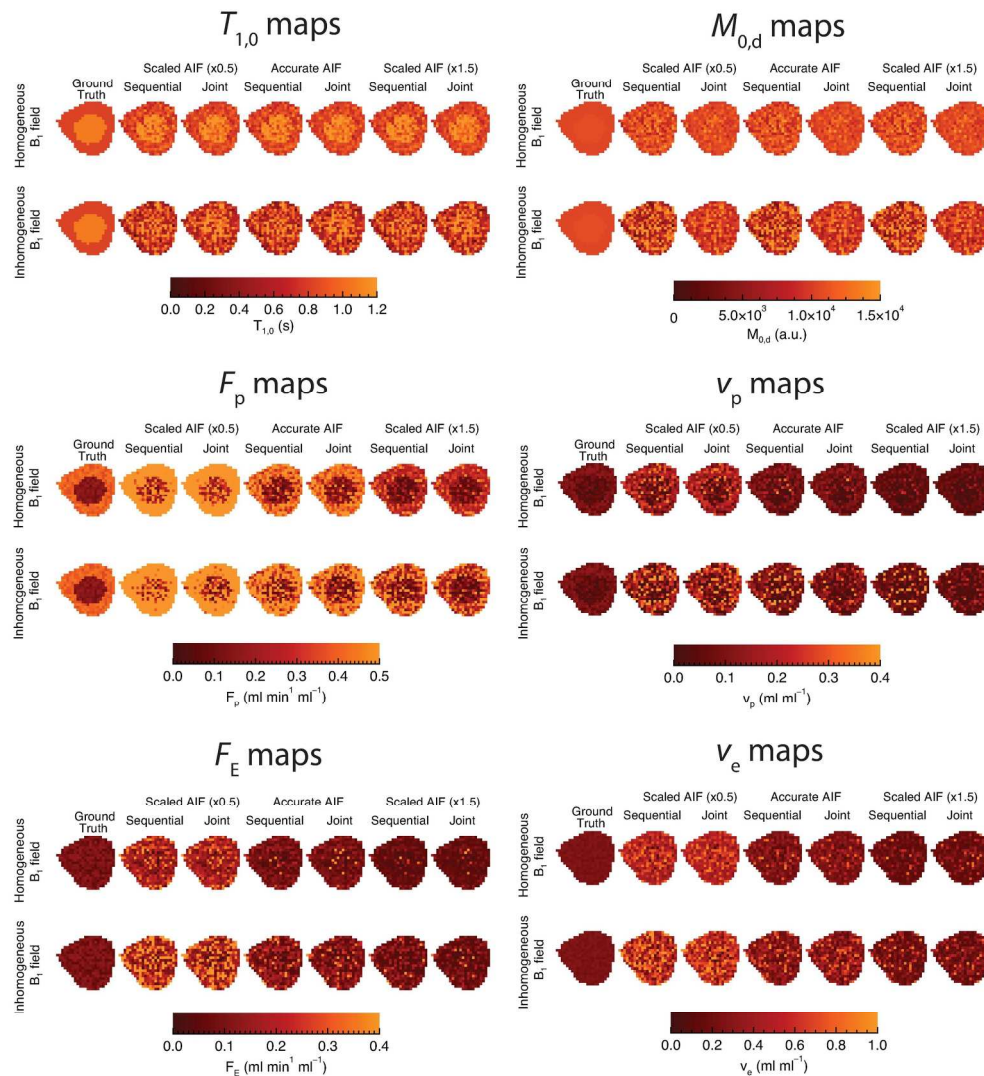 T1,0 maps
Scaled AIF (x0.5) Accurate AIF Scaled AIF (x1.5)
Ground Truth Sequential Joint Sequential Joint Sequential Joint
Homogeneous B1 field
Inhomogeneous B1 field
0.0 0.2 0.4 0.6 0.8 1.0 1.2
T1,0 (s)
M0,d maps
Scaled AIF (x0.5) Accurate AIF Scaled AIF (x1.5)
Ground Truth Sequential Joint Sequential Joint Sequential Joint
Homogeneous B1 field
Inhomogeneous B1 field
0 5.0×10³ 1.0×10⁴ 1.5×10⁴
M0,d (a.u.)
Fp maps
Scaled AIF (x0.5) Accurate AIF Scaled AIF (x1.5)
Ground Truth Sequential Joint Sequential Joint Sequential Joint
Homogeneous B1 field
Inhomcgeneous B1 field
0.0 0.1 0.2 0.3 0.4 0.5
Fp (ml min¹ ml⁻¹)
vp maps
Scaled AIF (x0.5) Accurate AIF Scaled AIF (x1.5)
Ground Truth Sequential Joint Sequential Joint Sequential Joint
Homogeneous B1 field
Inhomogeneous B1 field
0.0 0.1 0.2 0.3 0.4
vp (ml ml⁻¹)
FE maps
Scaled AIF (x0.5) Accurate AIF Scaled AIF (x1.5)
Ground Truth Sequential Joint Sequential Joint Sequential Joint
Homogeneous B1 field
Inhomogeneous B1 field
0.0 0.1 0.2 0.3 0.4
FE (ml min¹ ml⁻¹)
ve maps
Scaled AIF (x0.5) Accurate AIF Scaled AIF (x1.5)
Ground Truth Sequential Joint Sequential Joint Sequential Joint
Homogeneous B1 field
Inhomogeneous B1 field
0.0 0.2 0.4 0.6 0.8 1.0
ve (ml ml⁻¹)